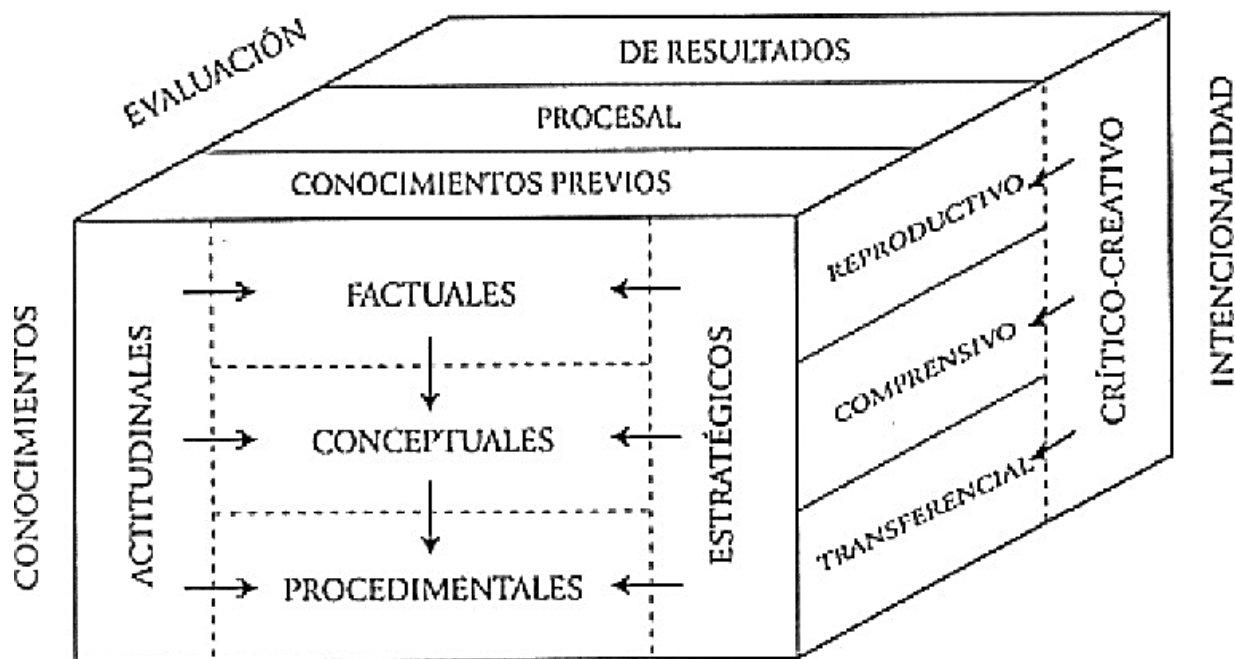 EVALUACIÓN
DE RESULTADOS
PROCESAL
CONOCIMIENTOS PREVIOS
CONOCIMIENTOS
ACTITUDINALES
FACTUALES
CONCEPTUALES
PROCEDIMENTALES
ESTRATÉGICOS
REPRODUCTIVO
COMPRENSIVO
TRANSFERENCIAL
CRÍTICO-CREATIVO
INTENCIONALIDAD